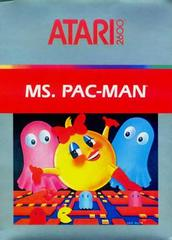 ATARI 2600
MS. PAC-MAN